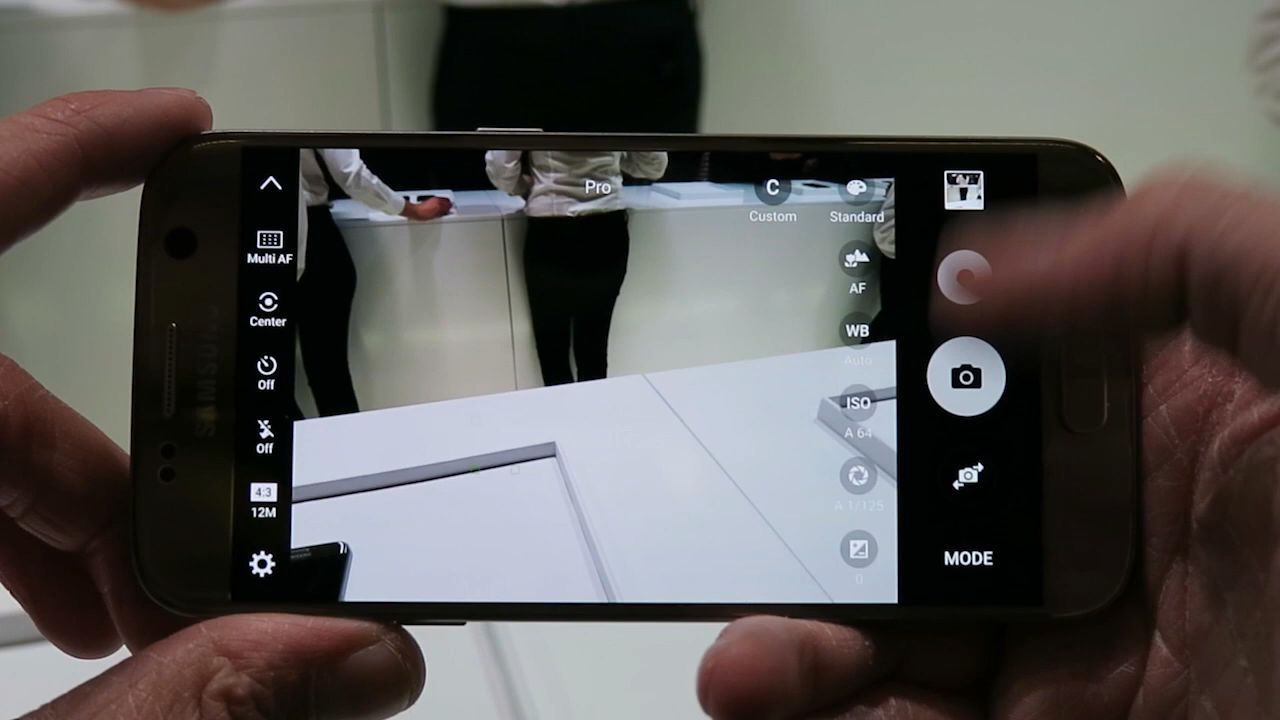 SAMSUNG
Multi AF
Center
Off
Off
4:3
12M
Pro
C
Custom
Standard
AF
WB
Auto
ISO
A 64
A 1/125
0
MODE